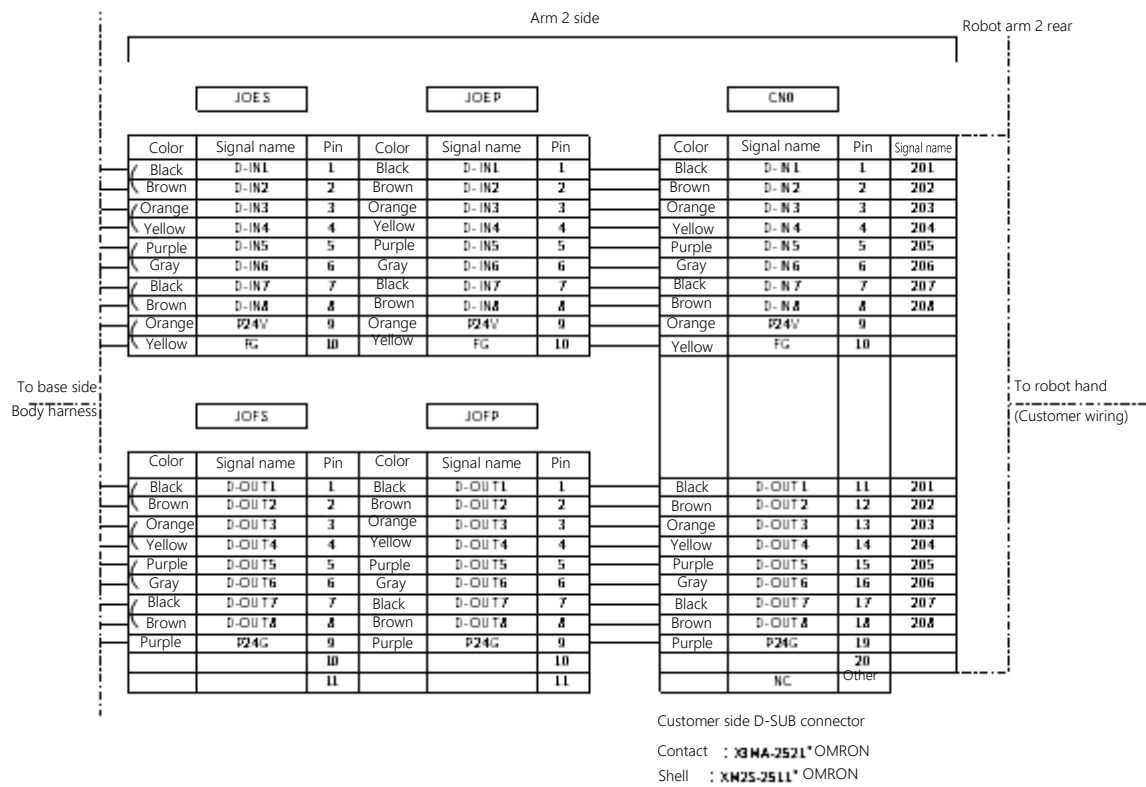 Arm 2 side
Robot arm 2 rear
JOES JOEP CN0
Color Signal name Pin Color Signal name Pin Color Signal name Pin Signal name
Black D-IN1 1 Black D-IN1 1 Black D-IN1 1 201
Brown D-IN2 2 Brown D-IN2 2 Brown D-IN2 2 202
Orange D-IN3 3 Orange D-IN3 3 Orange D-IN3 3 203
Yellow D-IN4 4 Yellow D-IN4 4 Yellow D-IN4 4 204
Purple D-IN5 5 Purple D-IN5 5 Purple D-IN5 5 205
Gray D-IN6 6 Gray D-IN6 6 Gray D-IN6 6 206
Black D-IN7 7 Black D-IN7 7 Black D-IN7 7 207
Brown D-IN8 8 Brown D-IN8 8 Brown D-IN8 8 208
Orange P24V 9 Orange P24V 9 Orange P24V 9
Yellow FG 10 Yellow FG 10 Yellow FG 10
To base side
Body harness
To robot hand
(Customer wiring)
JOFS JOFP
Color Signal name Pin Color Signal name Pin
Black D-OUT1 1 Black D-OUT1 1 Black D-OUT1 11 201
Brown D-OUT2 2 Brown D-OUT2 2 Brown D-OUT2 12 202
Orange D-OUT3 3 Orange D-OUT3 3 Orange D-OUT3 13 203
Yellow D-OUT4 4 Yellow D-OUT4 4 Yellow D-OUT4 14 204
Purple D-OUT5 5 Purple D-OUT5 5 Purple D-OUT5 15 205
Gray D-OUT6 6 Gray D-OUT6 6 Gray D-OUT6 16 206
Black D-OUT7 7 Black D-OUT7 7 Black D-OUT7 17 207
Brown D-OUT8 8 Brown D-OUT8 8 Brown D-OUT8 18 208
Purple P24G 9 Purple P24G 9 Purple P24G 19
10 10 20
11 11 NC Other
Customer side D-SUB connector
Contact : OMRON
Shell : XM2S-2511" OMRON